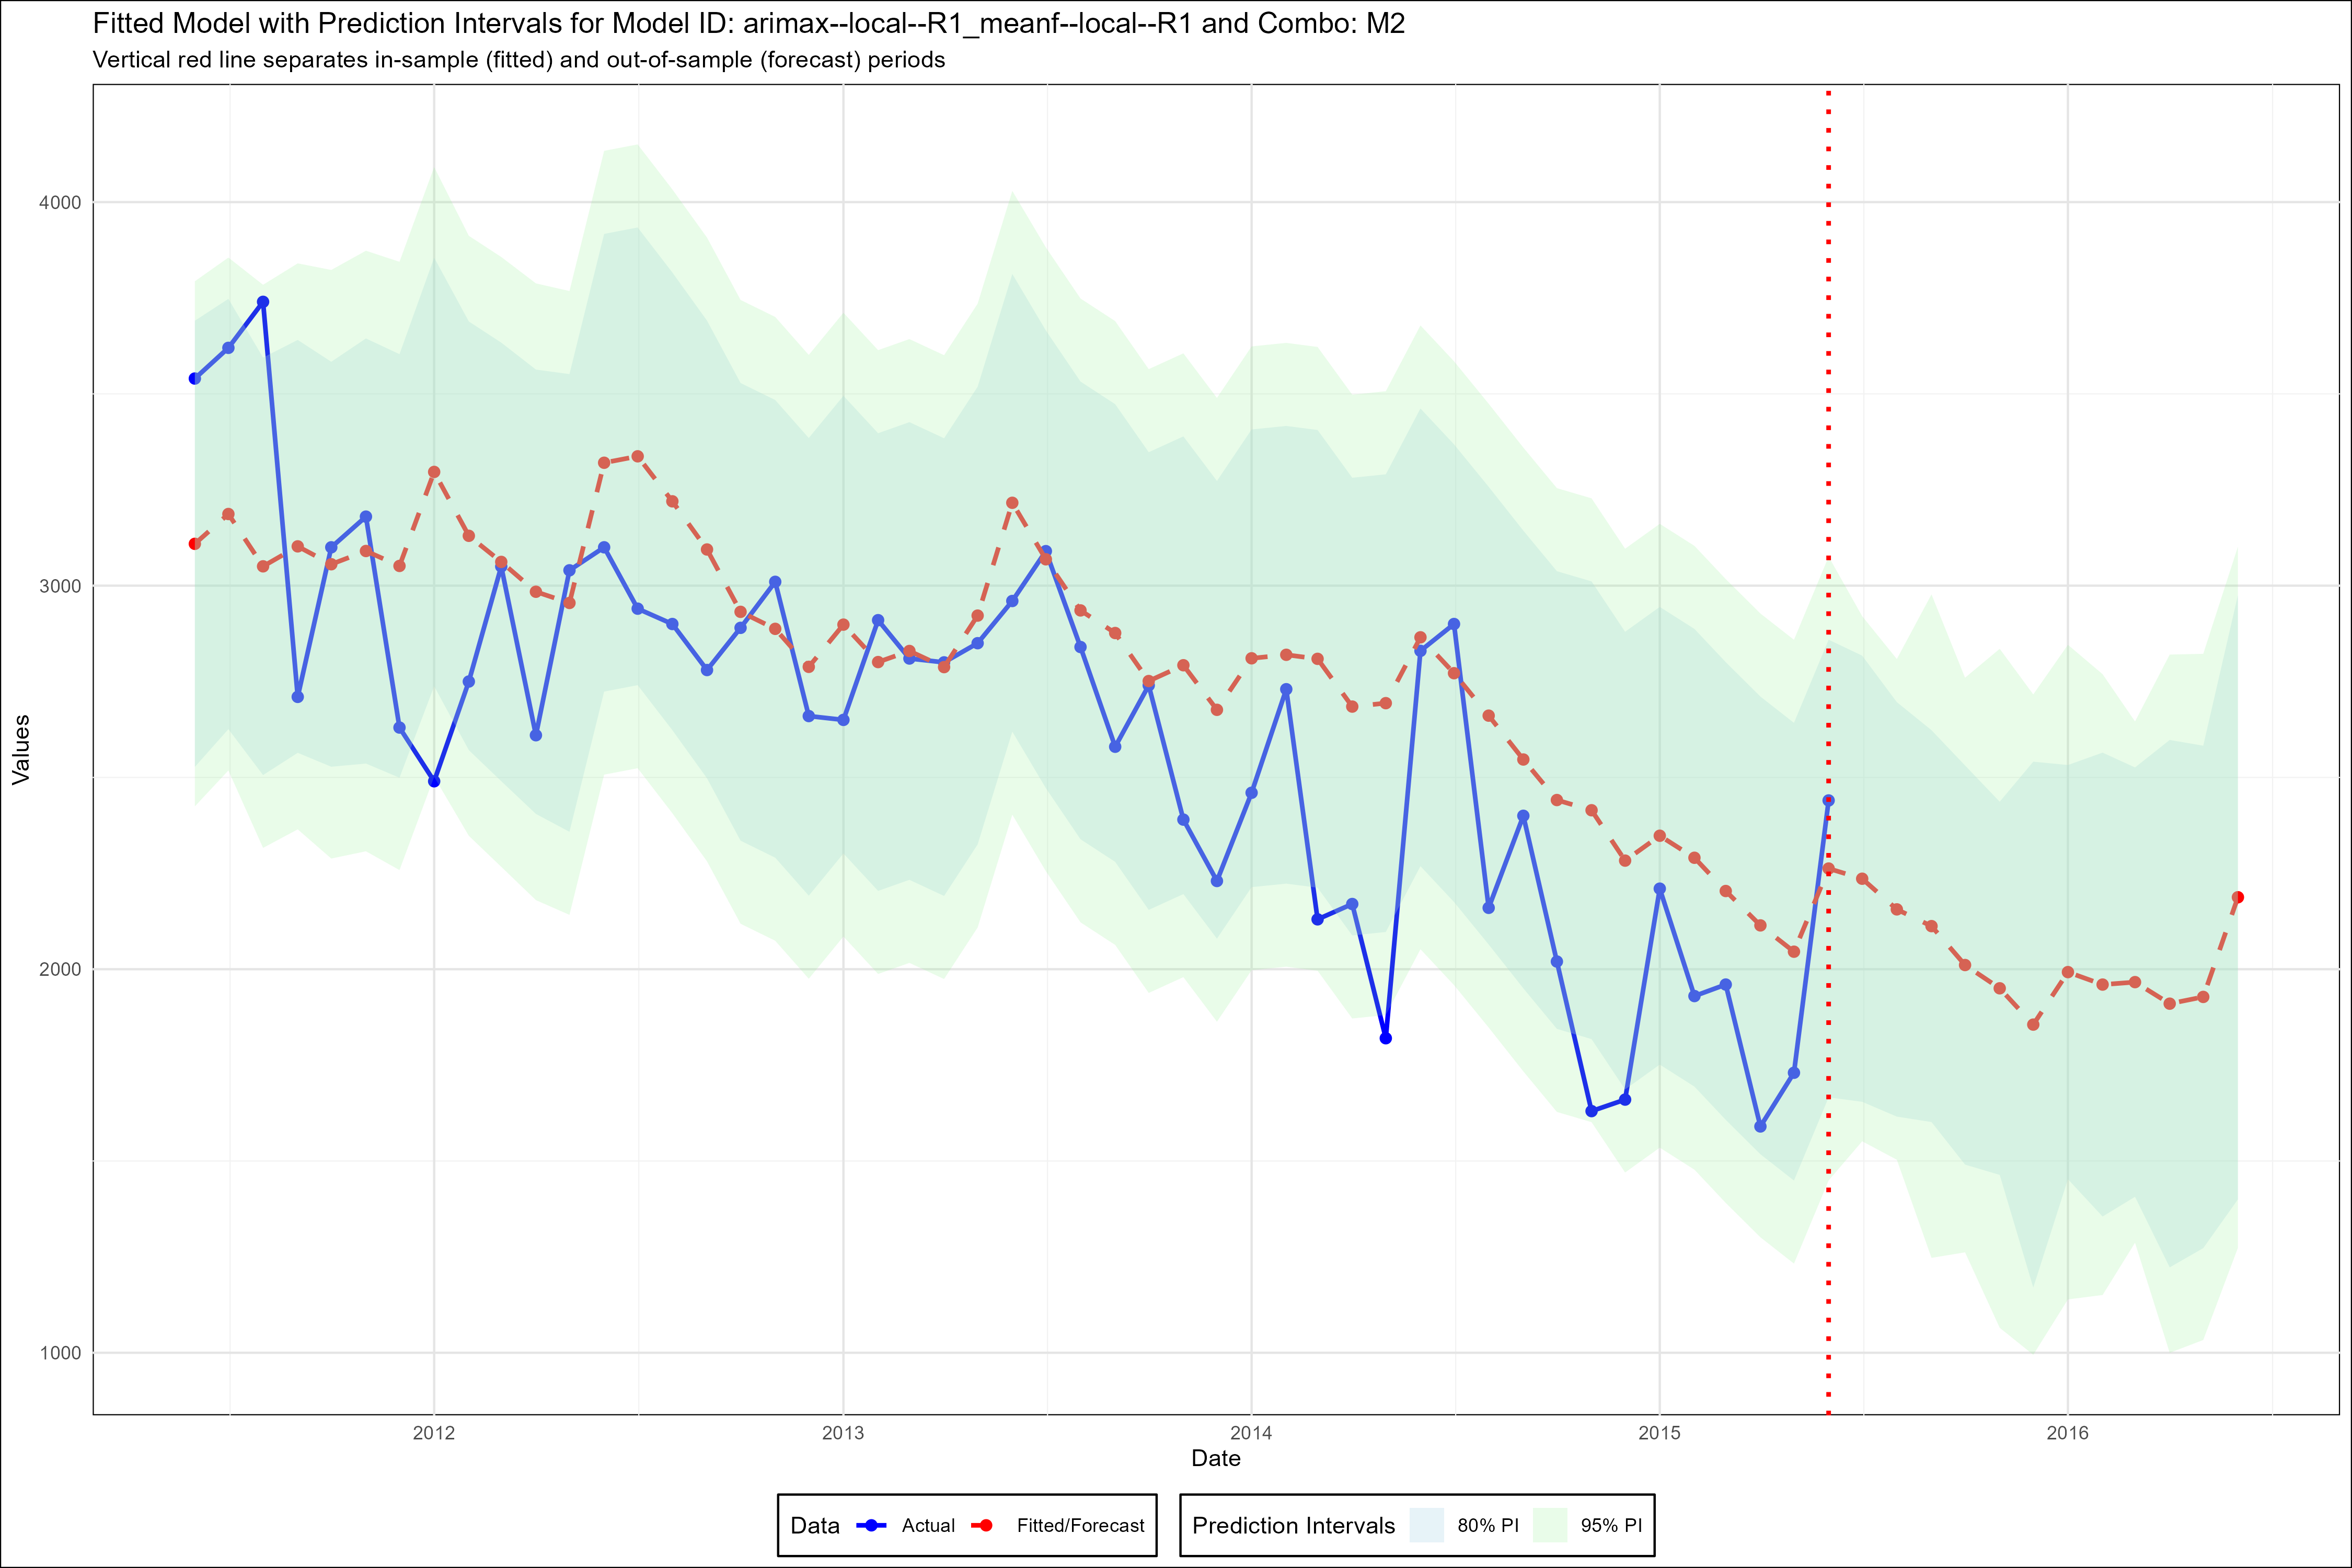 Fitted Model with Prediction Intervals for Model ID: arimax--local--R1_meanf--local--R1 and Combo: M2
Vertical red line separates in-sample (fitted) and out-of-sample (forecast) periods
4000
3000
2000
1000
Values
2012 2013 2014 2015 2016
Date
Data Actual Fitted/Forecast Prediction Intervals 80% PI 95% PI